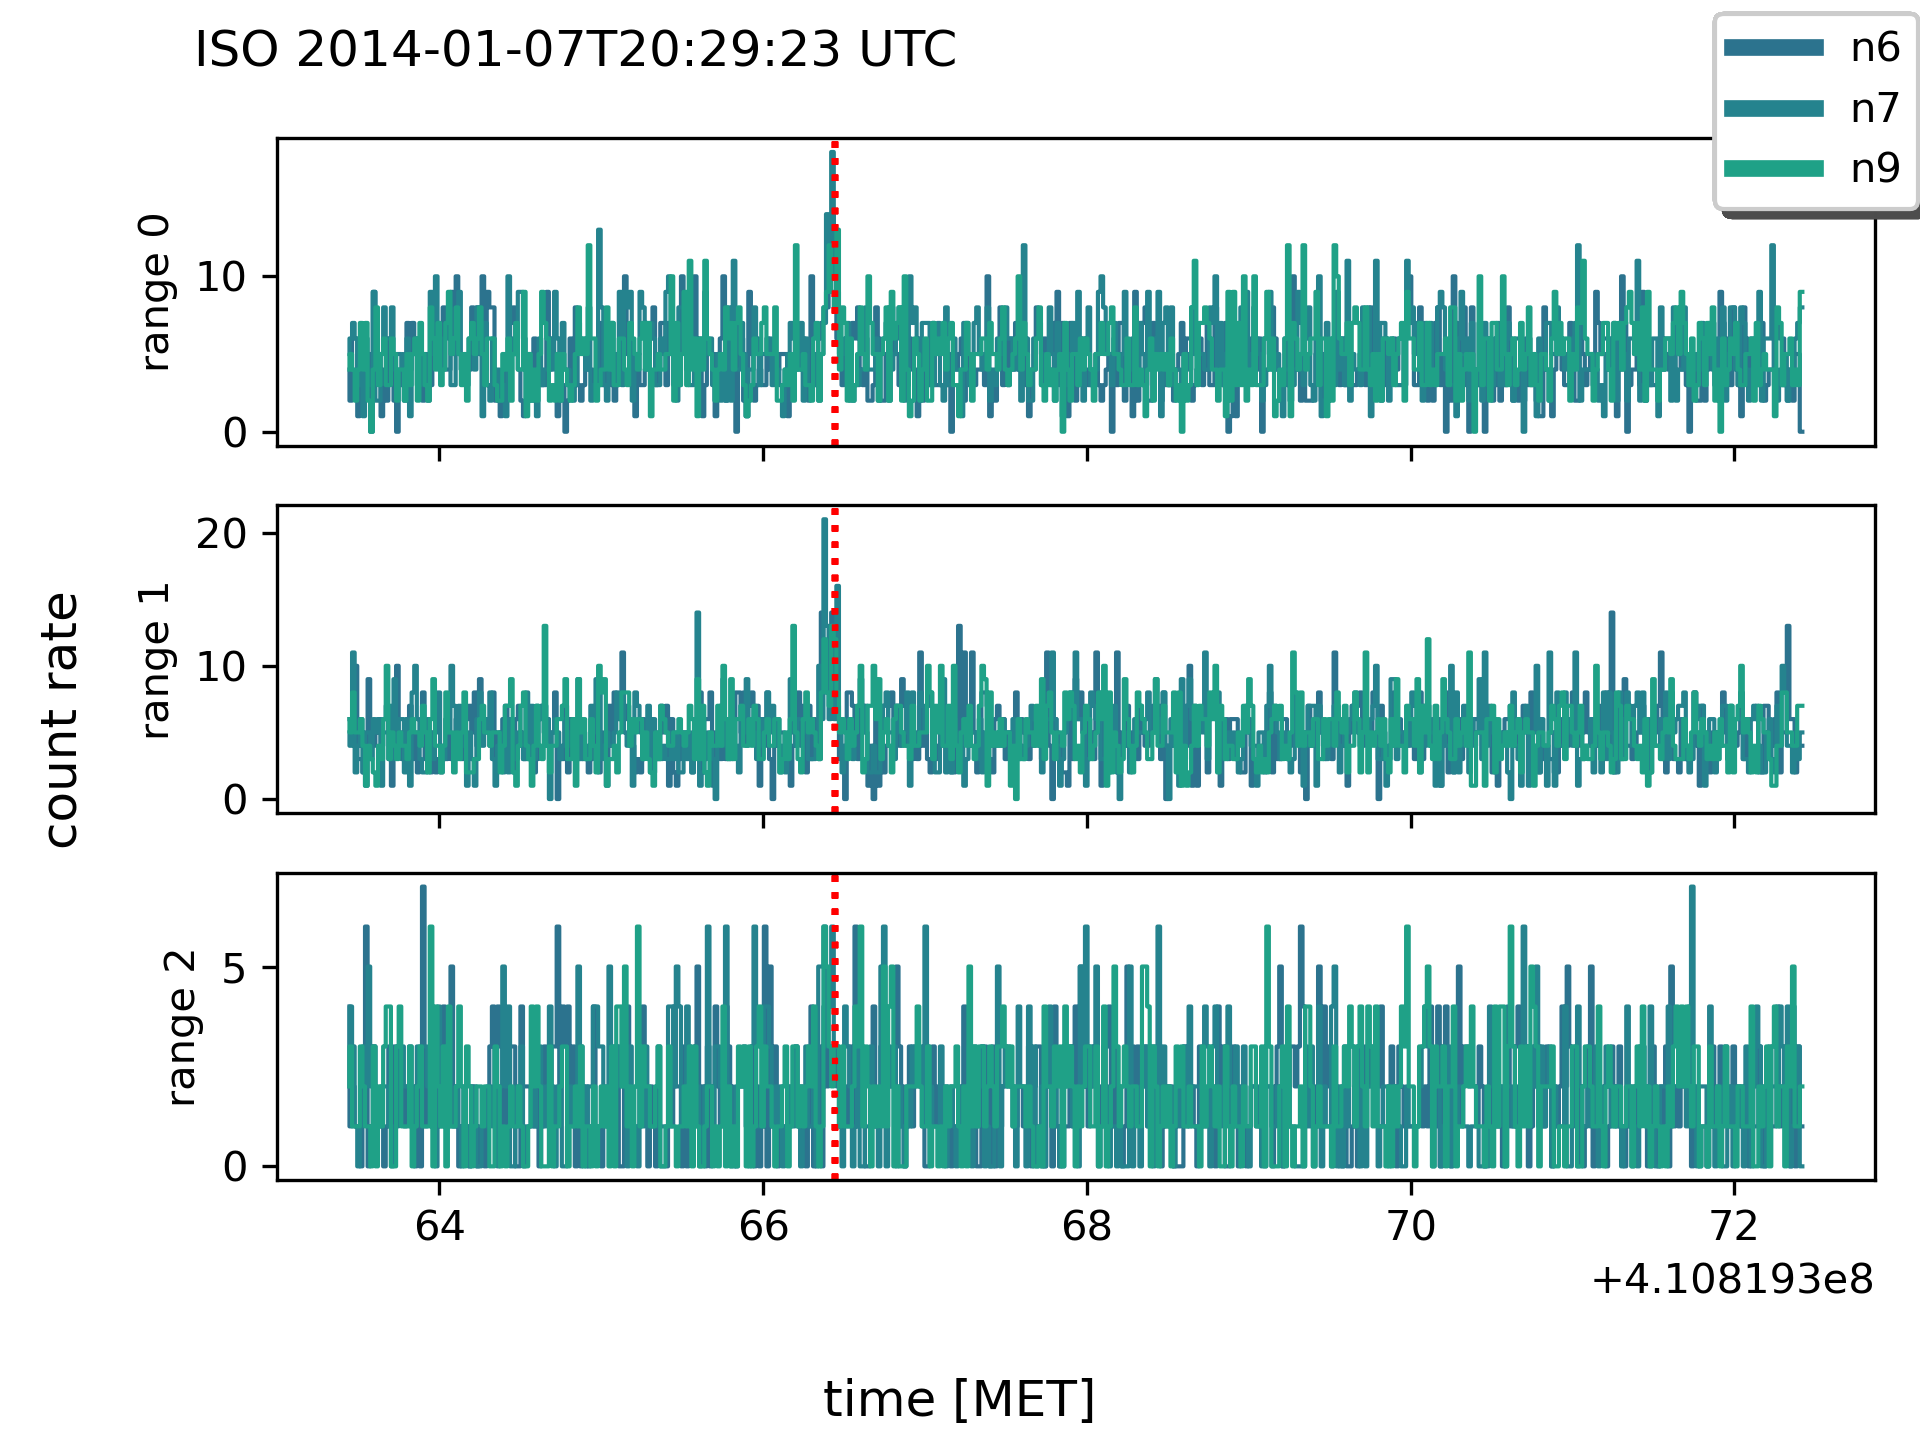 ISO 2014-01-07T20:29:23 UTC
n6
n7
n9
range 0
10
0
count rate
range 1
20
10
0
range 2
5
0
64 66 68 70 72
+4.108193e8
time [MET]